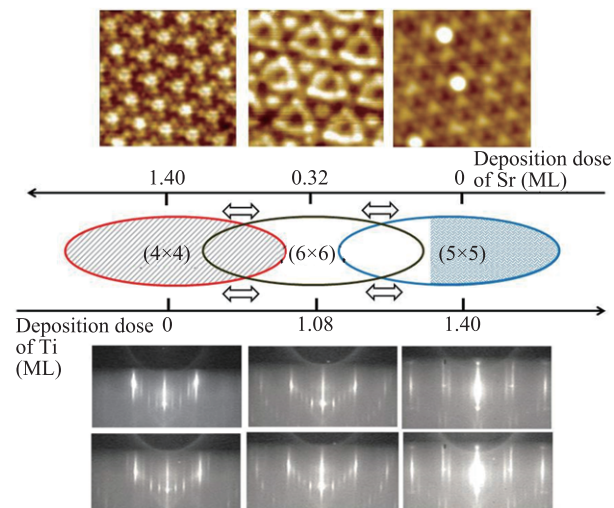 1.40 0.32 0 Deposition dose
of Sr (ML)
(4×4) (6×6) (5×5)
Deposition dose 0 1.08 1.40
of Ti
(ML)